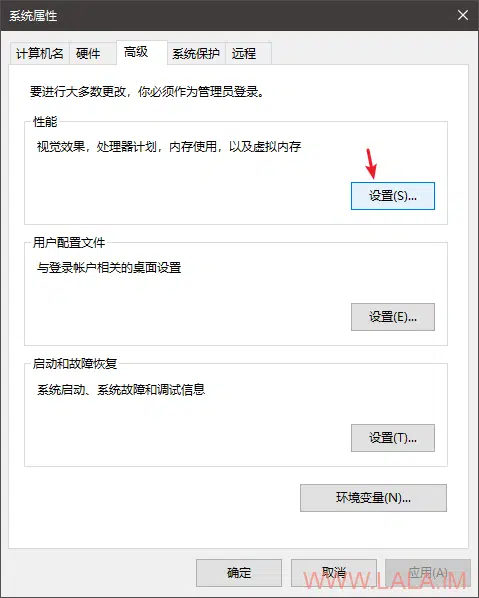 系统属性
计算机名 硬件 高级 系统保护 远程
要进行大多数更改，你必须作为管理员登录。
性能
视觉效果，处理器计划，内存使用，以及虚拟内存
设置(S)...
用户配置文件
与登录帐户相关的桌面设置
设置(E)...
启动和故障恢复
系统启动、系统故障和调试信息
设置(T)...
环境变量(N)...
确定 取消 应用(A)
WWW.LALA.IM